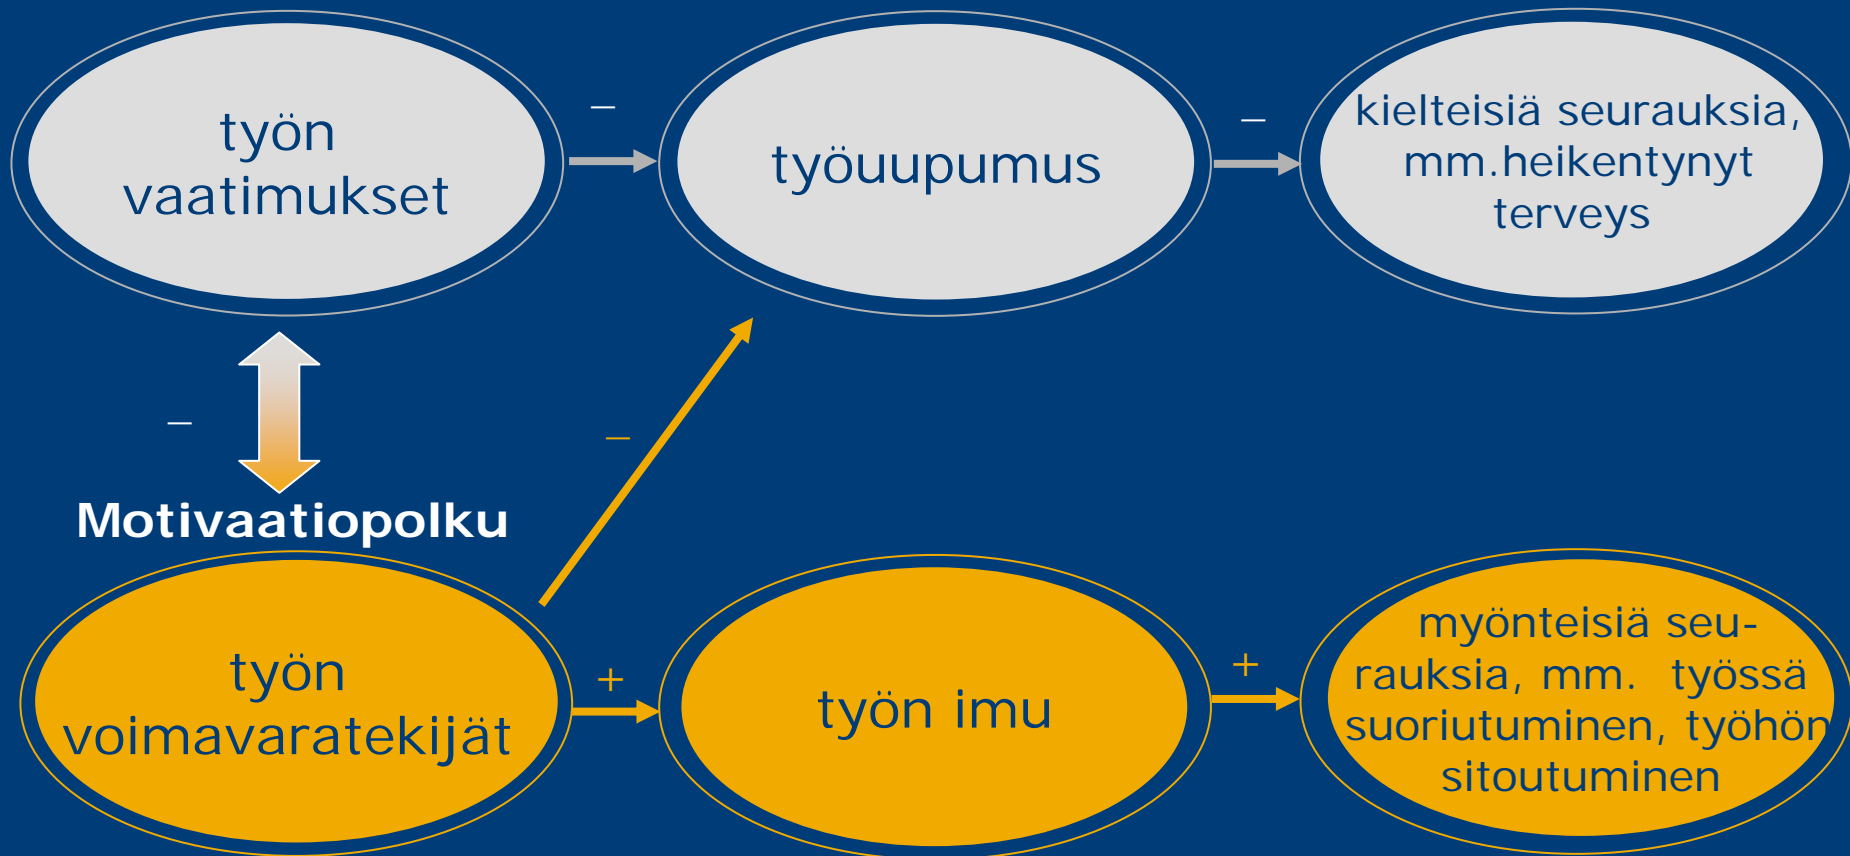 työn
vaatimukset
–
työuupumus
–
kielteisiä seurauksia,
mm.heikentynyt
terveys
–
–
Motivaatiopolku
työn
voimavaratekijät
+
työn imu
+
myönteisiä seu-
rauksia, mm. työssä
suoriutuminen, työhön
sitoutuminen